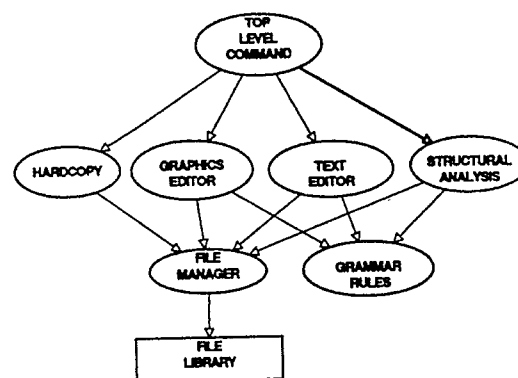 TOP
LEVEL
COMMAND
HARDCOPY
GRAPHICS
EDITOR
TEXT
EDITOR
STRUCTURAL
ANALYSIS
FILE
MANAGER
GRAMMAR
RULES
FILE
LIBRARY